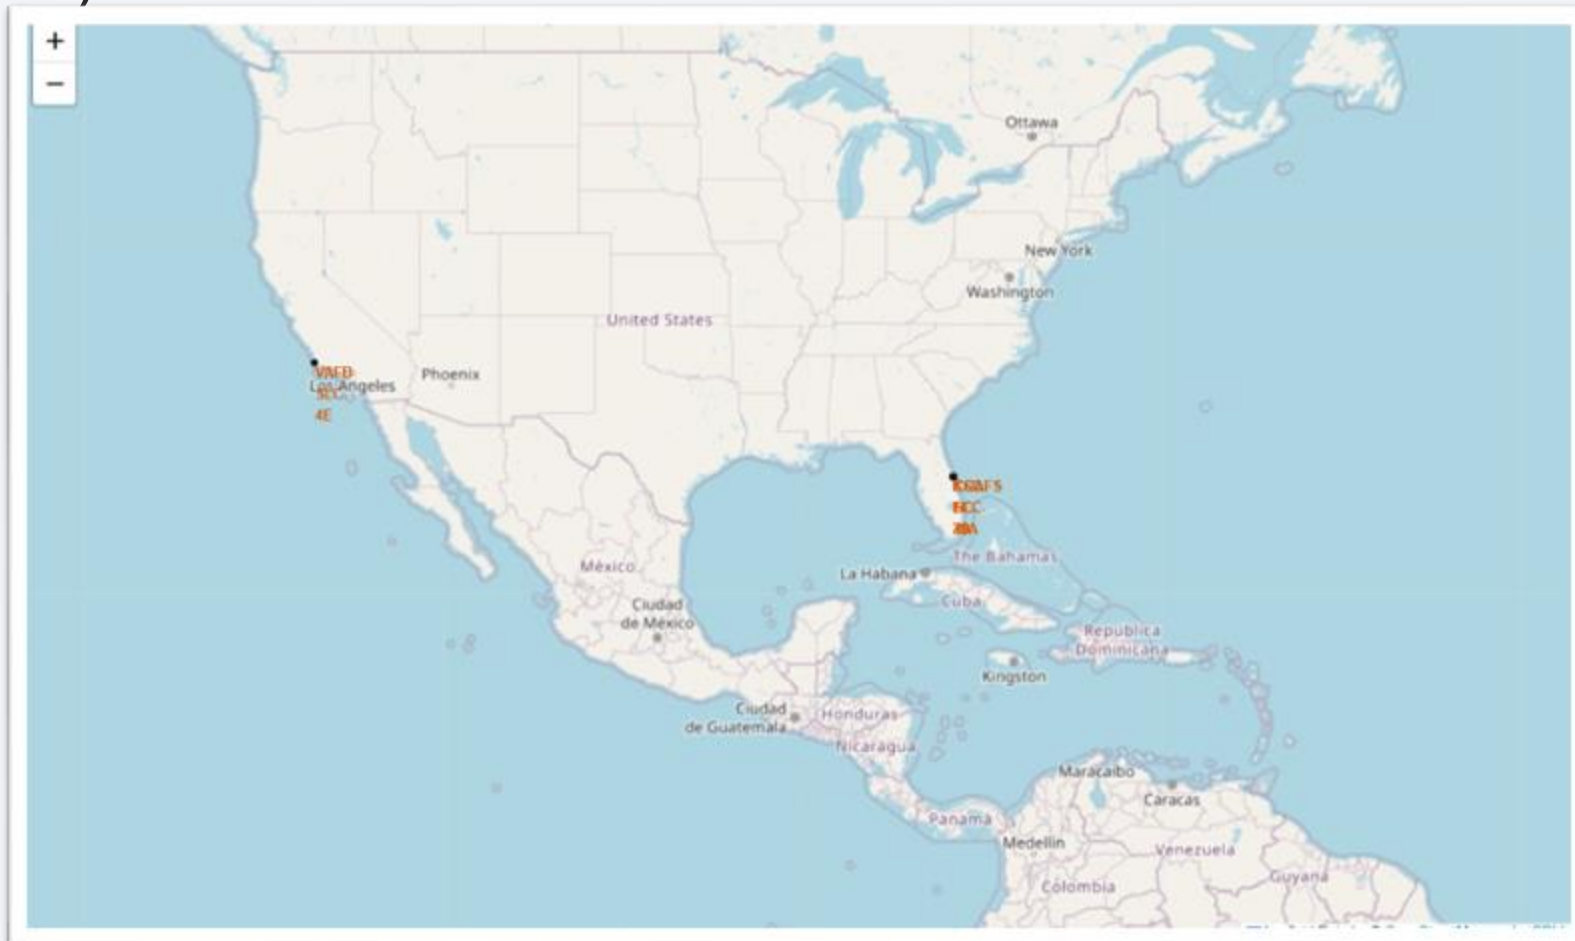 +
−
Ottawa
New York
Washington
United States
Phoenix
Los Angeles
4E
México
Ciudad
de México
La Habana
The Bahamas
Cuba
República
Dominicana
Kingston
Ciudad
de Guatemala
Honduras
Nicaragua
Maracaibo
Caracas
Panamá
Medellín
Venezuela
Guyana
Colombia